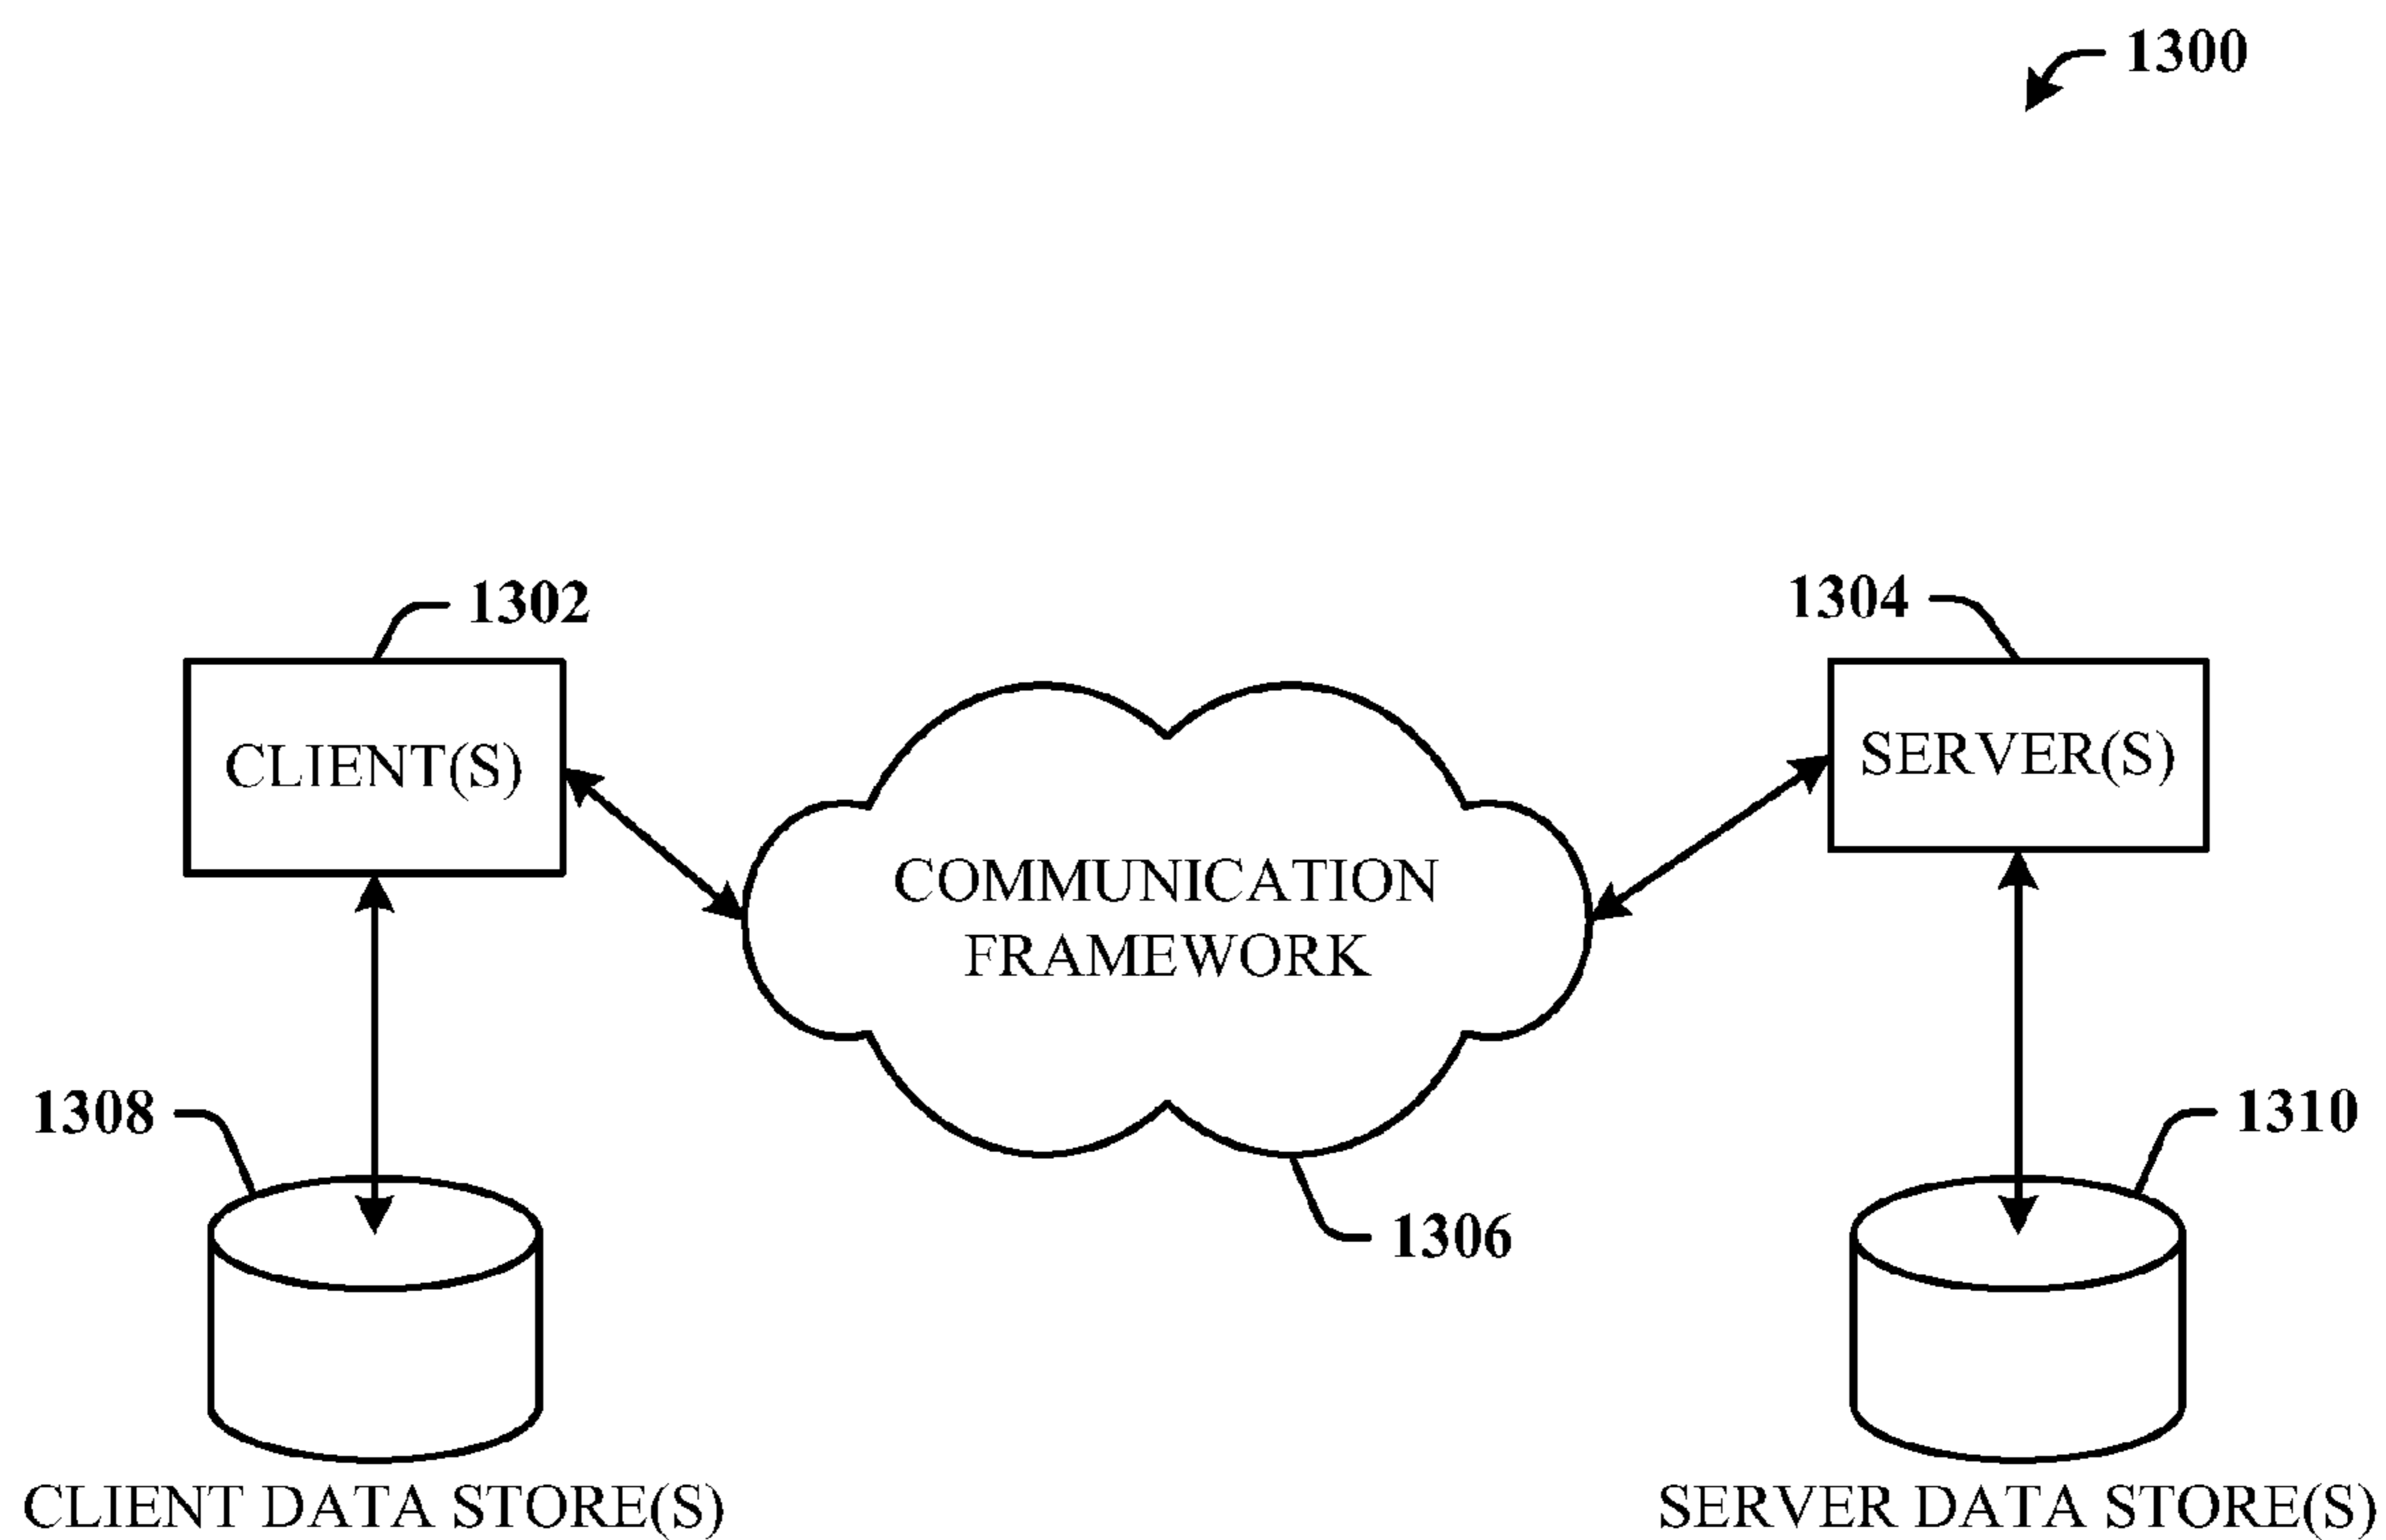 1300
1302
1304
CLIENT(S)
SERVER(S)
COMMUNICATION
FRAMEWORK
1308
1310
1306
CLIENT DATA STORE(S)
SERVER DATA STORE(S)